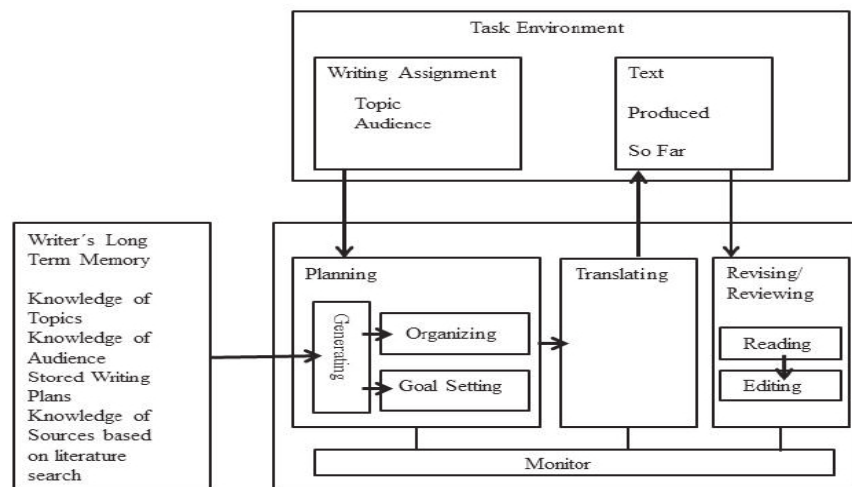 Task Environment
Writing Assignment
Topic
Audience
Text
Produced
So Far
Writer´s Long
Term Memory
Knowledge of
Topics
Knowledge of
Audience
Stored Writing
Plans
Knowledge of
Sources based
on literature
search
Planning
Generating
Organizing
Goal Setting
Translating
Revising/
Reviewing
Reading
Editing
Monitor